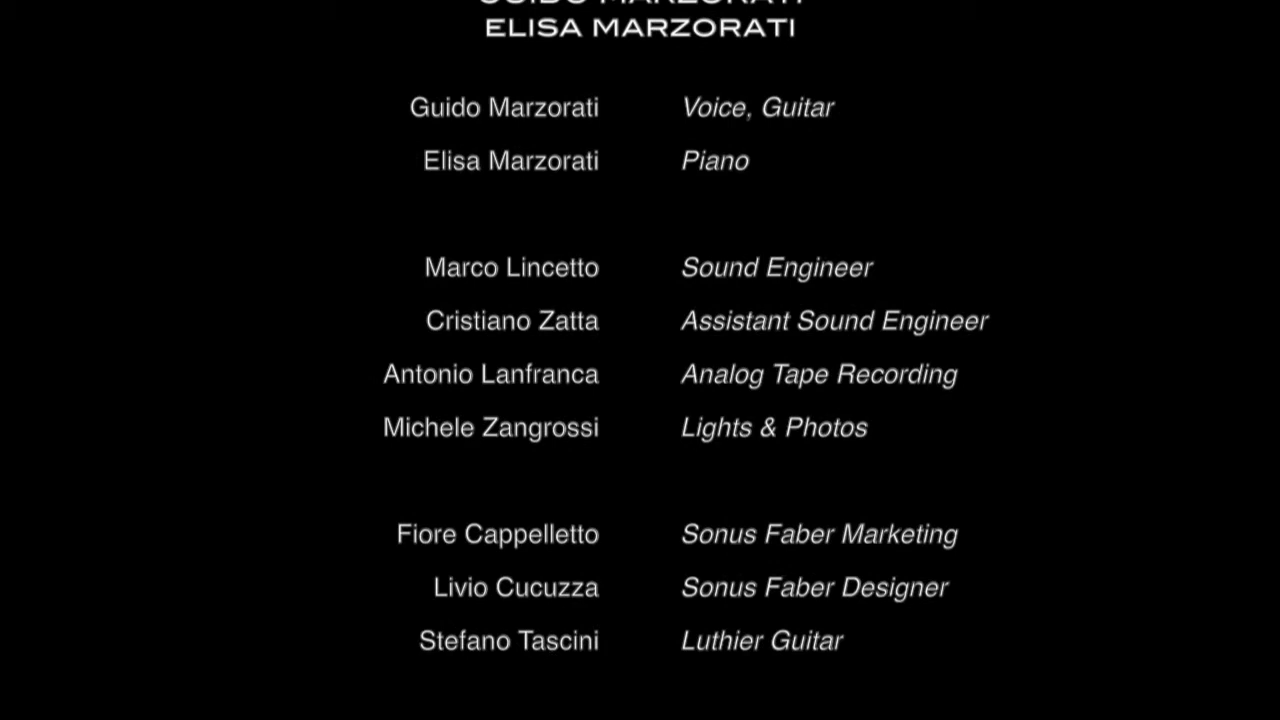 GUIDO MARZORATI
ELISA MARZORATI
Guido Marzorati Voice, Guitar
Elisa Marzorati Piano
Marco Lincetto Sound Engineer
Cristiano Zatta Assistant Sound Engineer
Antonio Lanfranca Analog Tape Recording
Michele Zangrossi Lights & Photos
Fiore Cappelletto Sonus Faber Marketing
Livio Cucuzza Sonus Faber Designer
Stefano Tascini Luthier Guitar